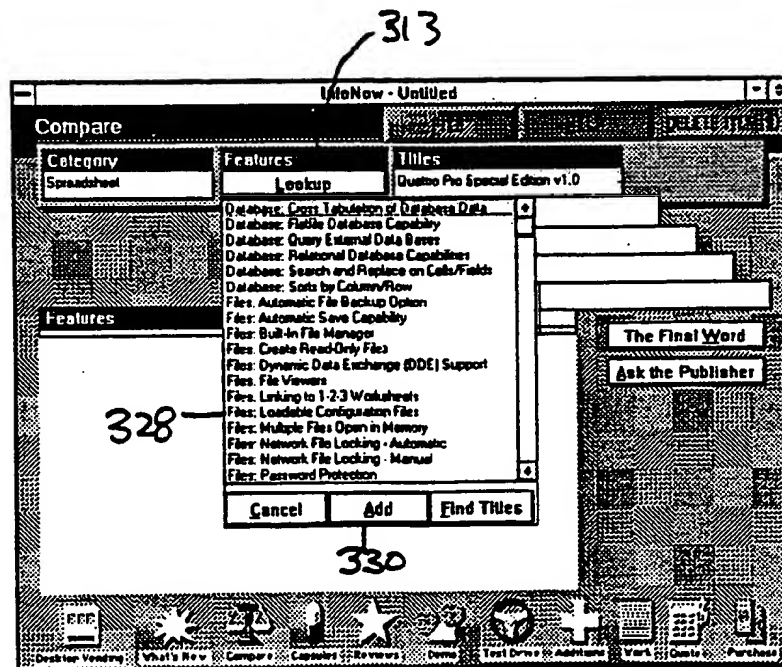 313
InfoNow - Untitled
Compare
Category
Features
Titles
Spreadsheet
Lookup
Quattro Pro Special Edition v1.0
Database: Cross Tabulation of Database Data
Database: Flatfile Database Capability
Database: Query External Data Bases
Database: Relational Database Capabilities
Database: Search and Replace on Cells/Fields
Database: Sorts by Column/Row
Files: Automatic File Backup Option
Files: Automatic Save Capability
Files: Built-In File Manager
Files: Create Read-Only Files
Files: Dynamic Data Exchange (DDE) Support
Files: File Viewers
Files: Linking to 1-2-3 Worksheets
Files: Loadable Configuration Files
Files: Multiple Files Open in Memory
Files: Network File Locking - Automatic
Files: Network File Locking - Manual
Files: Password Protection
Features
The Final Word
Ask the Publisher
328
Cancel
Add
Find Titles
330
Desktop Vending
What's New
Compare
Capsules
Reviews
Demo
Test Drive
Additions
Work
Quote
Purchase